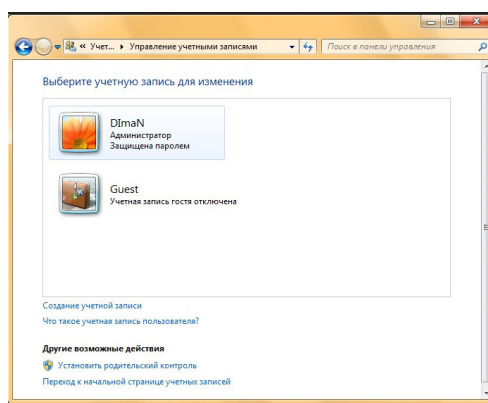 « Учет... ▸ Управление учетными записями
Поиск в панели управления
Выберите учетную запись для изменения
DImaN
Администратор
Защищена паролем
Guest
Учетная запись гостя отключена
Создание учетной записи
Что такое учетная запись пользователя?
Другие возможные действия
Установить родительский контроль
Переход к начальной странице учетных записей